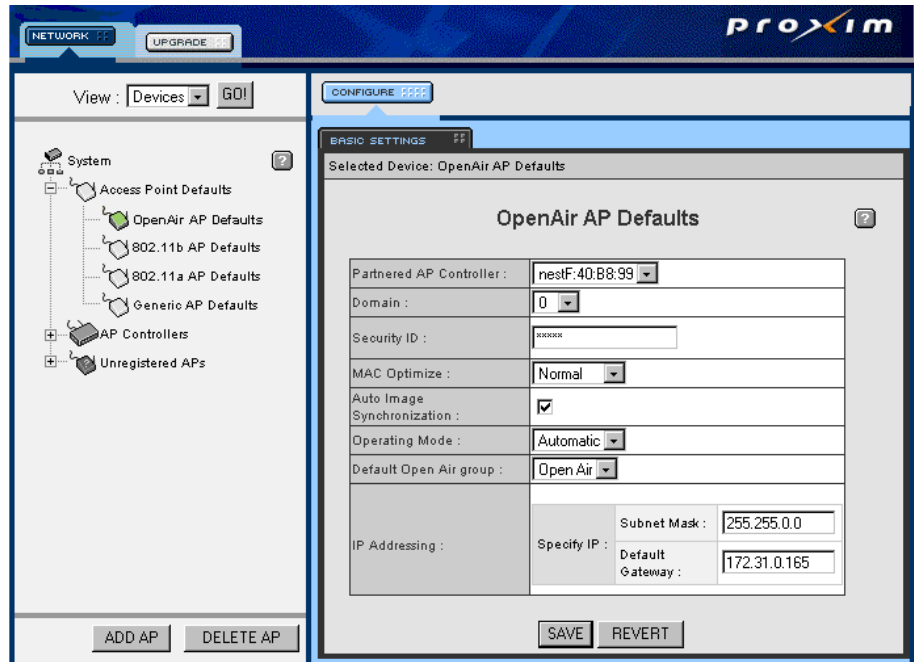 NETWORK
UPGRADE
proxim
View : Devices GO!
CONFIGURE
BASIC SETTINGS
Selected Device: OpenAir AP Defaults
System
?
Access Point Defaults
OpenAir AP Defaults
802.11b AP Defaults
802.11a AP Defaults
Generic AP Defaults
AP Controllers
Unregistered APs
OpenAir AP Defaults
?
Partnered AP Controller : nestF:40:B8:99
Domain : 0
Security ID : *****
MAC Optimize : Normal
Auto Image
Synchronization :
Operating Mode : Automatic
Default Open Air group : Open Air
IP Addressing :
Specify IP :
Subnet Mask : 255.255.0.0
Default
Gateway : 172.31.0.165
ADD AP DELETE AP
SAVE REVERT